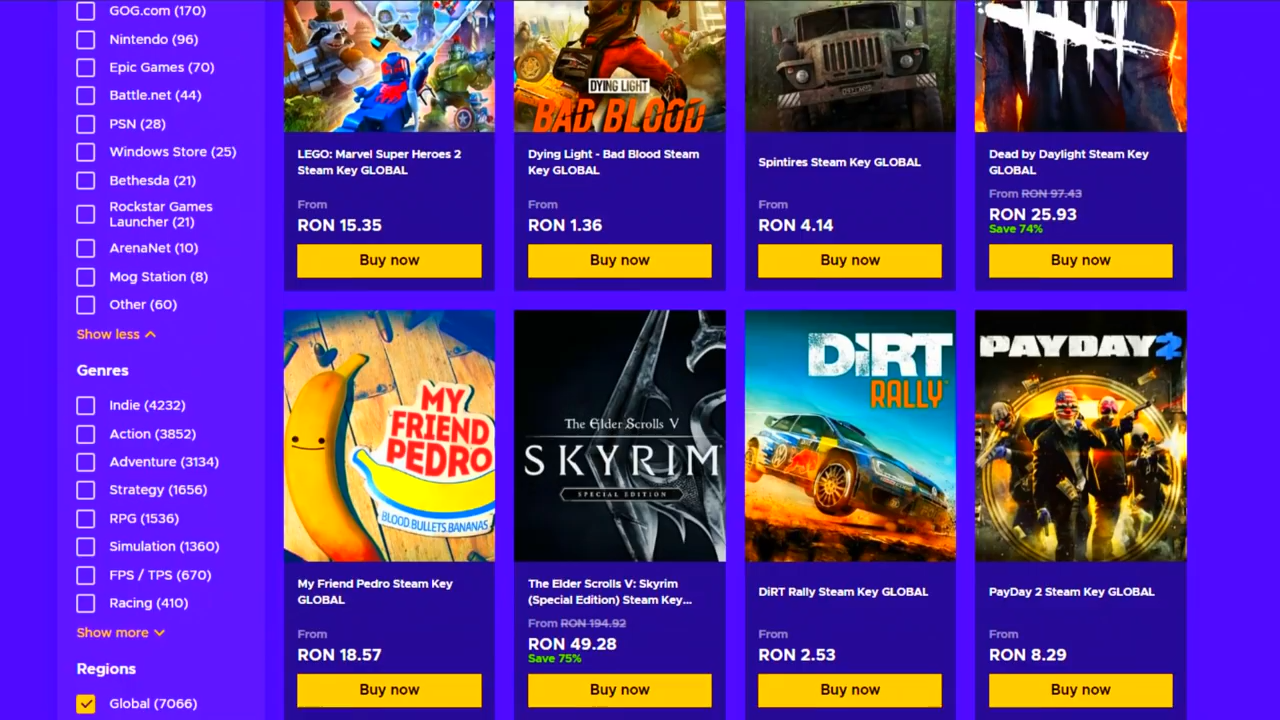 GOG.com (170)
Nintendo (96)
Epic Games (70)
Battle.net (44)
PSN (28)
Windows Store (25)
Bethesda (21)
Rockstar Games
Launcher (21)
ArenaNet (10)
Mog Station (8)
Other (60)
Show less
Genres
Indie (4232)
Action (3852)
Adventure (3134)
Strategy (1656)
RPG (1536)
Simulation (1360)
FPS / TPS (670)
Racing (410)
Show more
Regions
Global (7066)
LEGO: Marvel Super Heroes 2
Steam Key GLOBAL
From
RON 15.35
Buy now
DYING LIGHT
BAD BLOOD
Dying Light - Bad Blood Steam
Key GLOBAL
From
RON 1.36
Buy now
Spintires Steam Key GLOBAL
From
RON 4.14
Buy now
Dead by Daylight Steam Key
GLOBAL
From RON 97.43
RON 25.93
Save 74%
Buy now
MY
FRIEND
PEDRO
BLOOD BULLETS BANANAS
My Friend Pedro Steam Key
GLOBAL
From
RON 18.57
Buy now
The Elder Scrolls V
SKYRIM
SPECIAL EDITION
The Elder Scrolls V: Skyrim
(Special Edition) Steam Key...
From RON 194.92
RON 49.28
Save 75%
Buy now
DiRT
RALLY
DiRT Rally Steam Key GLOBAL
From
RON 2.53
Buy now
PAYDAY 2
PayDay 2 Steam Key GLOBAL
From
RON 8.29
Buy now